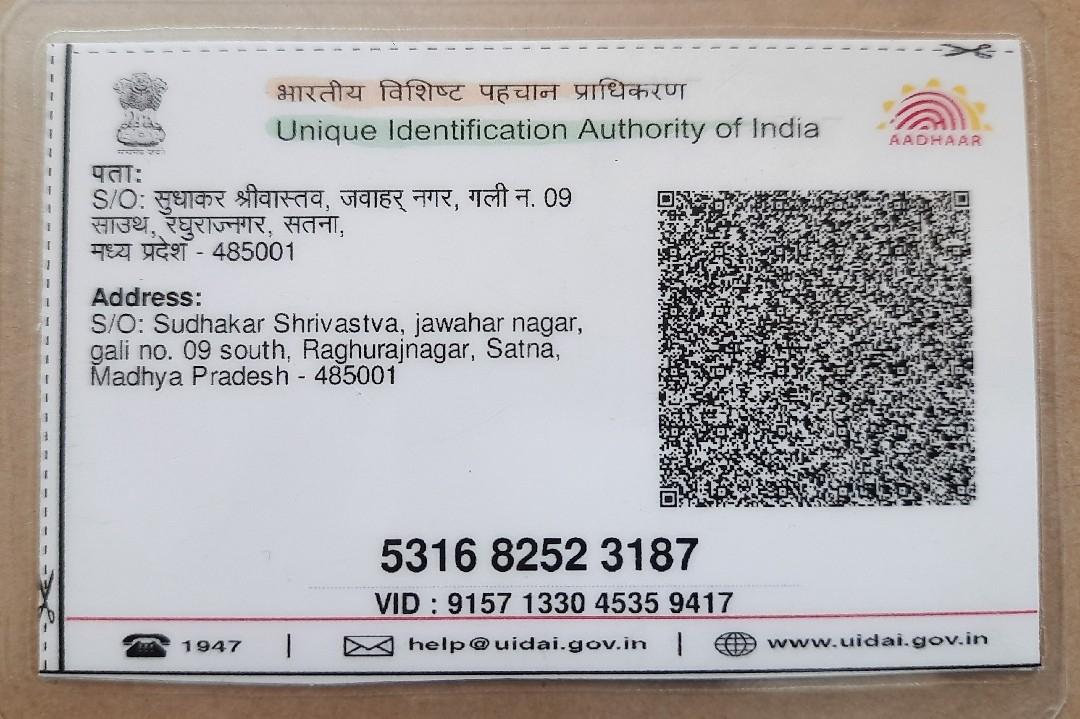 भारतीय विशिष्ट पहचान प्राधिकरण
Unique Identification Authority of India
AADHAAR
पता:
S/O: सुधाकर श्रीवास्तव, जवाहर् नगर, गली न. 09
साउथ, रघुराज्नगर, सतना,
मध्य प्रदेश - 485001
Address:
S/O: Sudhakar Shrivastva, jawahar nagar,
gali no. 09 south, Raghurajnagar, Satna,
Madhya Pradesh - 485001
5316 8252 3187
VID : 9157 1330 4535 9417
1947 | help@uidai.gov.in | www.uidai.gov.in